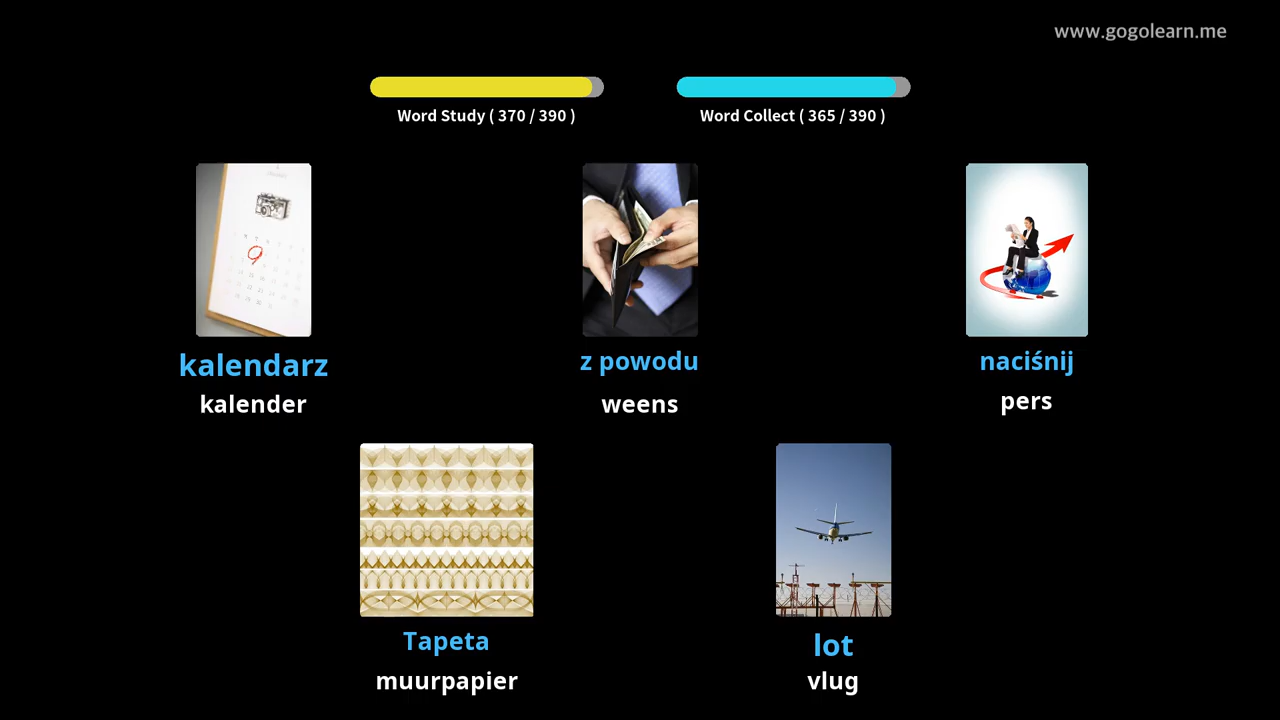 www.gogolearn.me
Word Study ( 370 / 390 )
Word Collect ( 365 / 390 )
kalendarz
kalender
z powodu
weens
naciśnij
pers
Tapeta
muurpapier
lot
vlug